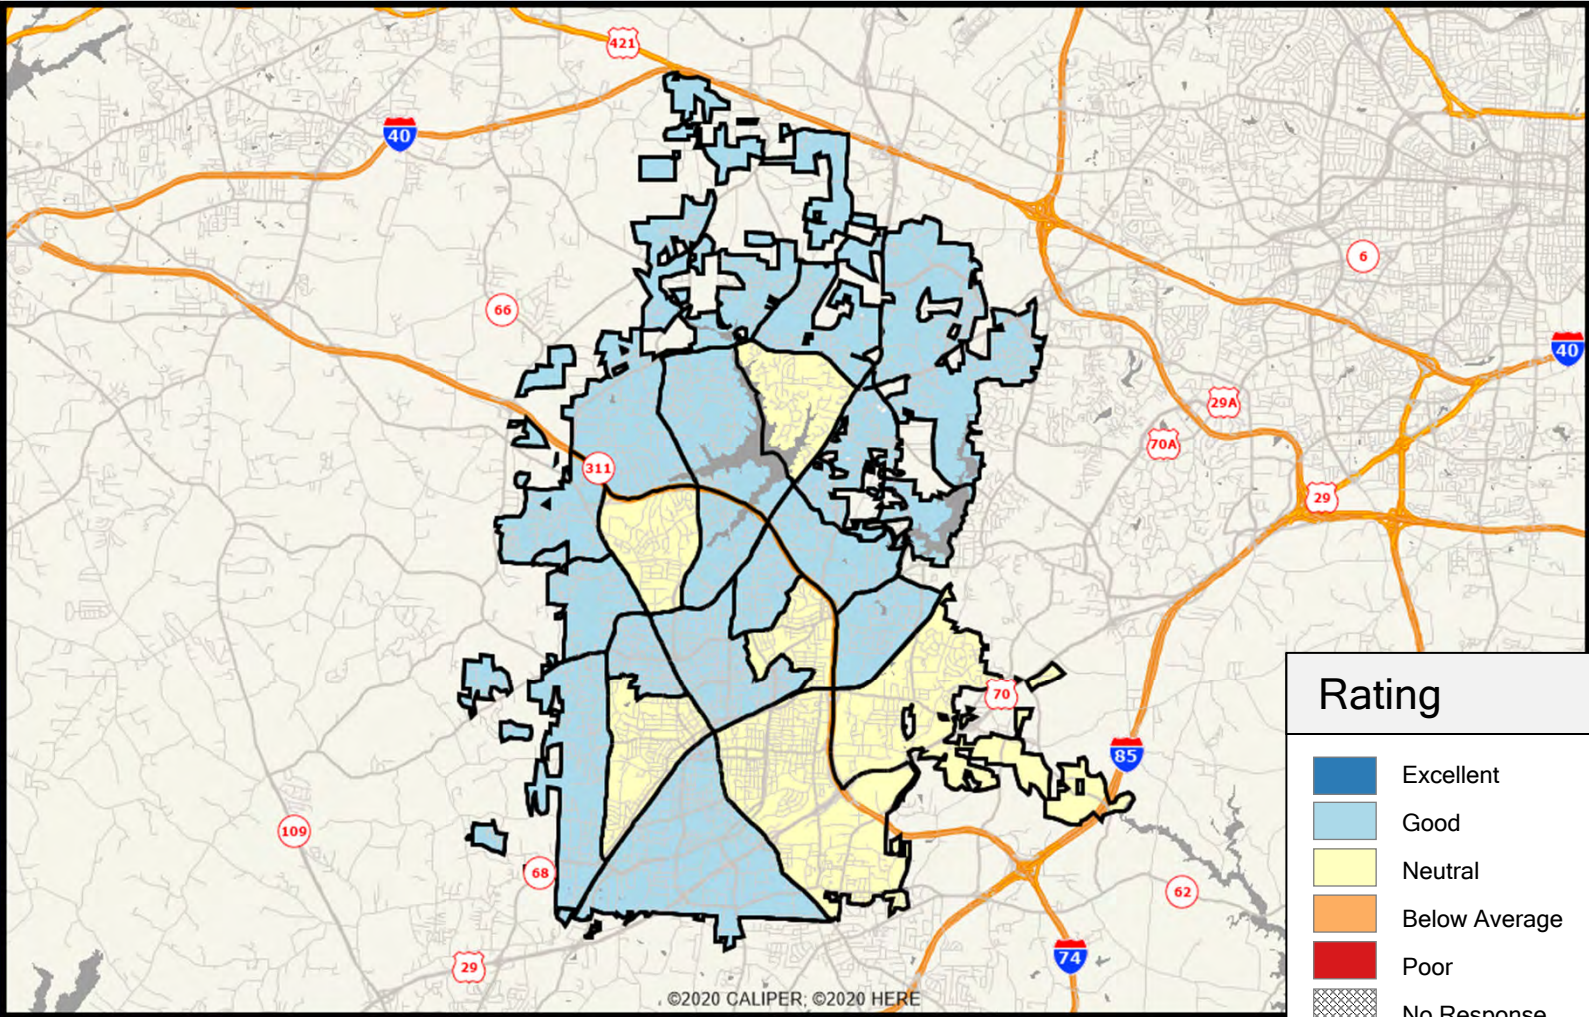 421
40
6
66
40
29A
70A
311
29
70
Rating
85
Excellent
109
Good
68
Neutral
62
Below Average
74
29
Poor
©2020 CALIPER; ©2020 HERE
No Response